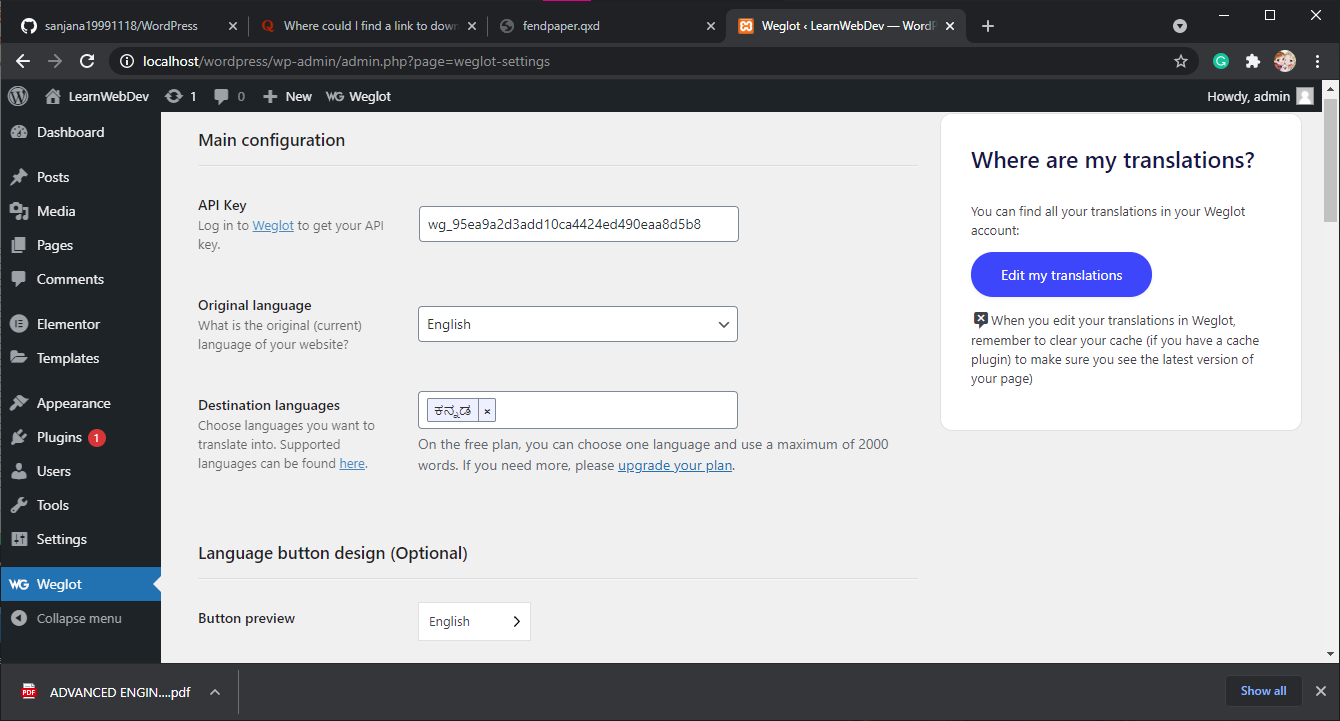 sanjana19991118/WordPress
Where could I find a link to dow
fendpaper.qxd
Weglot ‹ LearnWebDev — WordP
localhost/wordpress/wp-admin/admin.php?page=weglot-settings
LearnWebDev 1 0 New WG Weglot
Howdy, admin
Dashboard
Posts
Media
Pages
Comments
Elementor
Templates
Appearance
Plugins 1
Users
Tools
Settings
WG Weglot
Collapse menu
Main configuration
API Key
Log in to Weglot to get your API
key.
wg_95ea9a2d3add10ca4424ed490eaa8d5b8
Original language
What is the original (current)
language of your website?
English
Destination languages
Choose languages you want to
translate into. Supported
languages can be found here.
ಕನ್ನಡ ×
On the free plan, you can choose one language and use a maximum of 2000
words. If you need more, please upgrade your plan.
Language button design (Optional)
Button preview
English
Where are my translations?
You can find all your translations in your Weglot
account:
Edit my translations
When you edit your translations in Weglot,
remember to clear your cache (if you have a cache
plugin) to make sure you see the latest version of
your page)
PDF
ADVANCED ENGIN....pdf
Show all